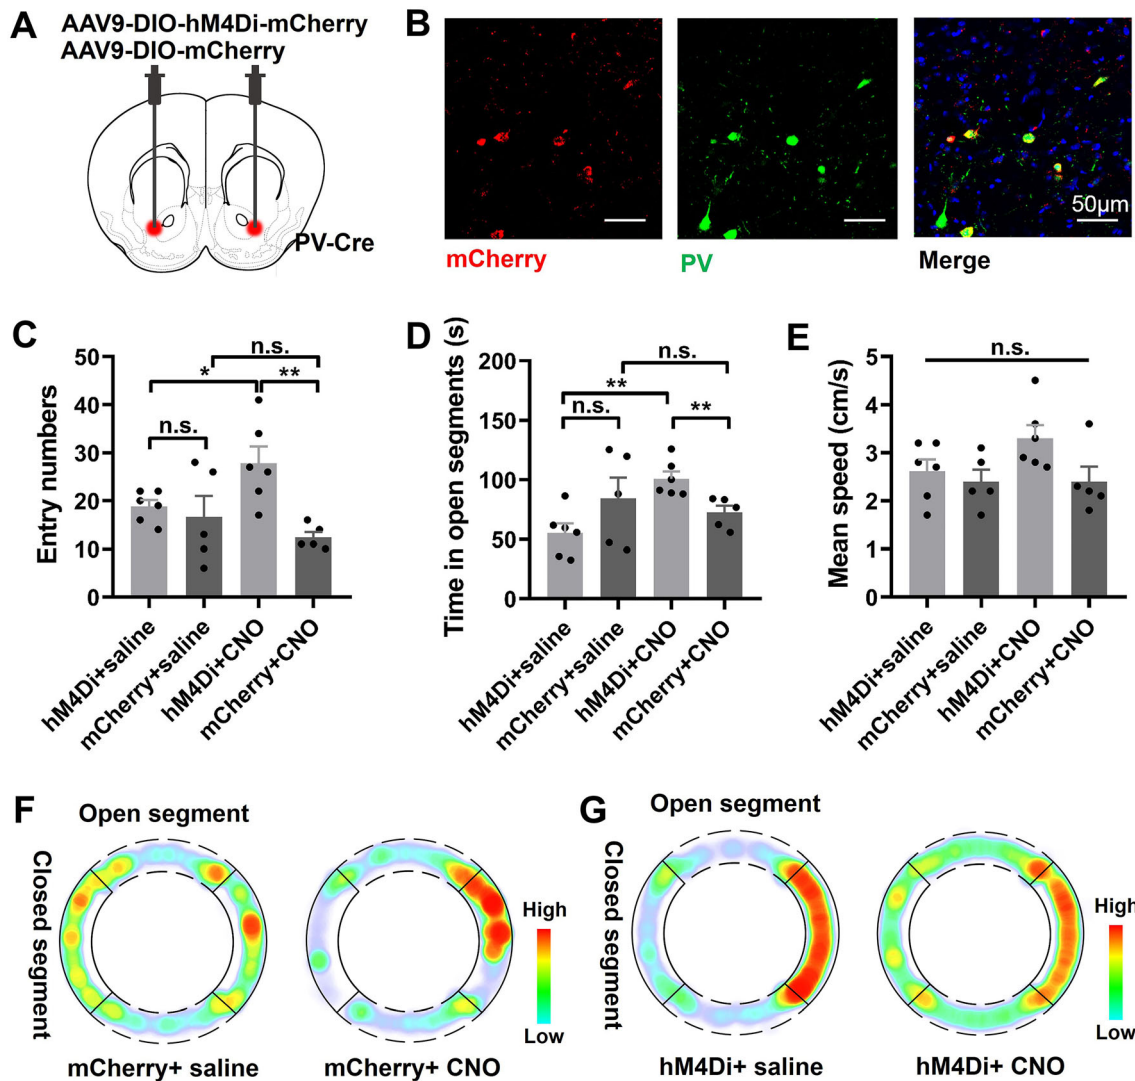 A
AAV9-DIO-hM4Di-mCherry
AAV9-DIO-mCherry
PV-Cre
B
50μm
mCherry
PV
Merge
C
Entry numbers
50
40
30
20
10
0
n.s.
*
**
n.s.
hM4Di+saline
mCherry+saline
hM4Di+CNO
mCherry+CNO
D
Time in open segments (s)
200
150
100
50
0
n.s.
**
n.s.
**
hM4Di+saline
mCherry+saline
hM4Di+CNO
mCherry+CNO
E
Mean speed (cm/s)
5
4
3
2
1
0
n.s.
hM4Di+saline
mCherry+saline
hM4Di+CNO
mCherry+CNO
F
Open segment
Closed segment
High
Low
mCherry+ saline
mCherry+ CNO
G
Open segment
Closed segment
High
Low
hM4Di+ saline
hM4Di+ CNO